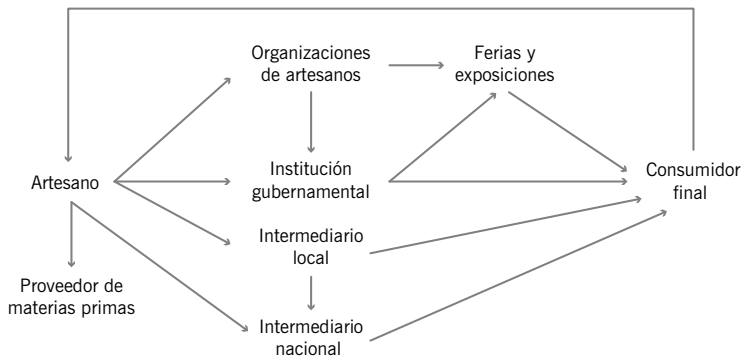 Organizaciones
de artesanos
Ferias y
exposiciones
Artesano
Institución
gubernamental
Consumidor
final
Intermediario
local
Proveedor de
materias primas
Intermediario
nacional